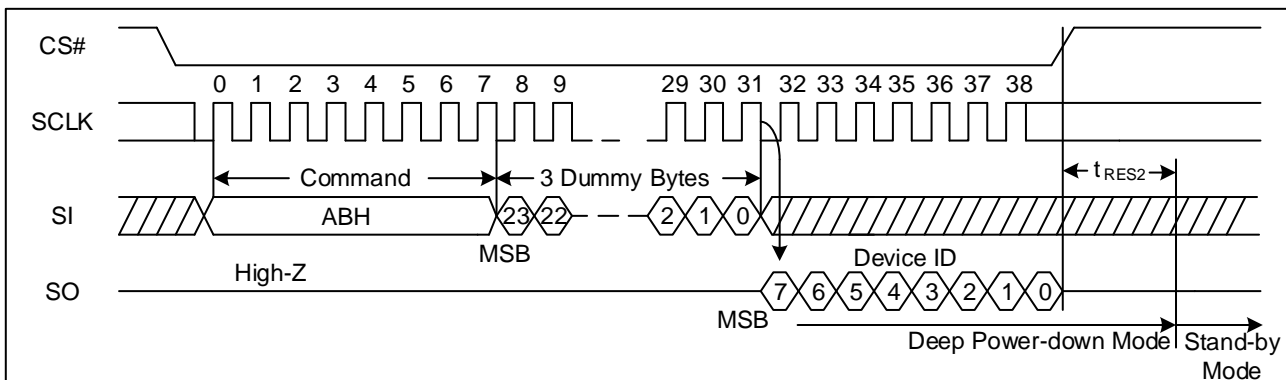 CS#
0 1 2 3 4 5 6 7 8 9 29 30 31 32 33 34 35 36 37 38
SCLK
Command 3 Dummy Bytes tRES2
SI ABH 23 22 2 1 0
MSB
High-Z Device ID
SO 7 6 5 4 3 2 1 0
MSB
Deep Power-down Mode Stand-by
Mode